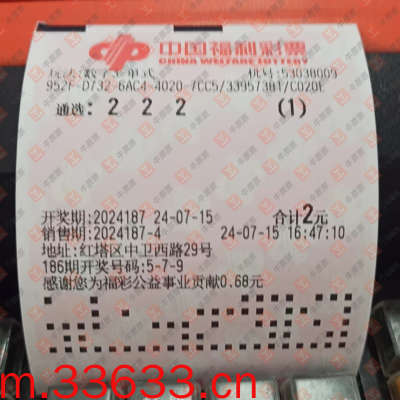 中国福利彩票
CHINA WELFARE LOTTERY
玩法:数字3单式 机号:53038009
952F-D732-6AC4-4020-7CC5/33957381/C020E
通选: 2 2 2 (1)
开奖期:2024187 24-07-15 合计2元
销售期:2024187-4 24-07-15 16:47:10
地址:红塔区中卫西路29号
186期开奖号码:5-7-9
感谢您为福彩公益事业贡献0.68元
m.33633.cn